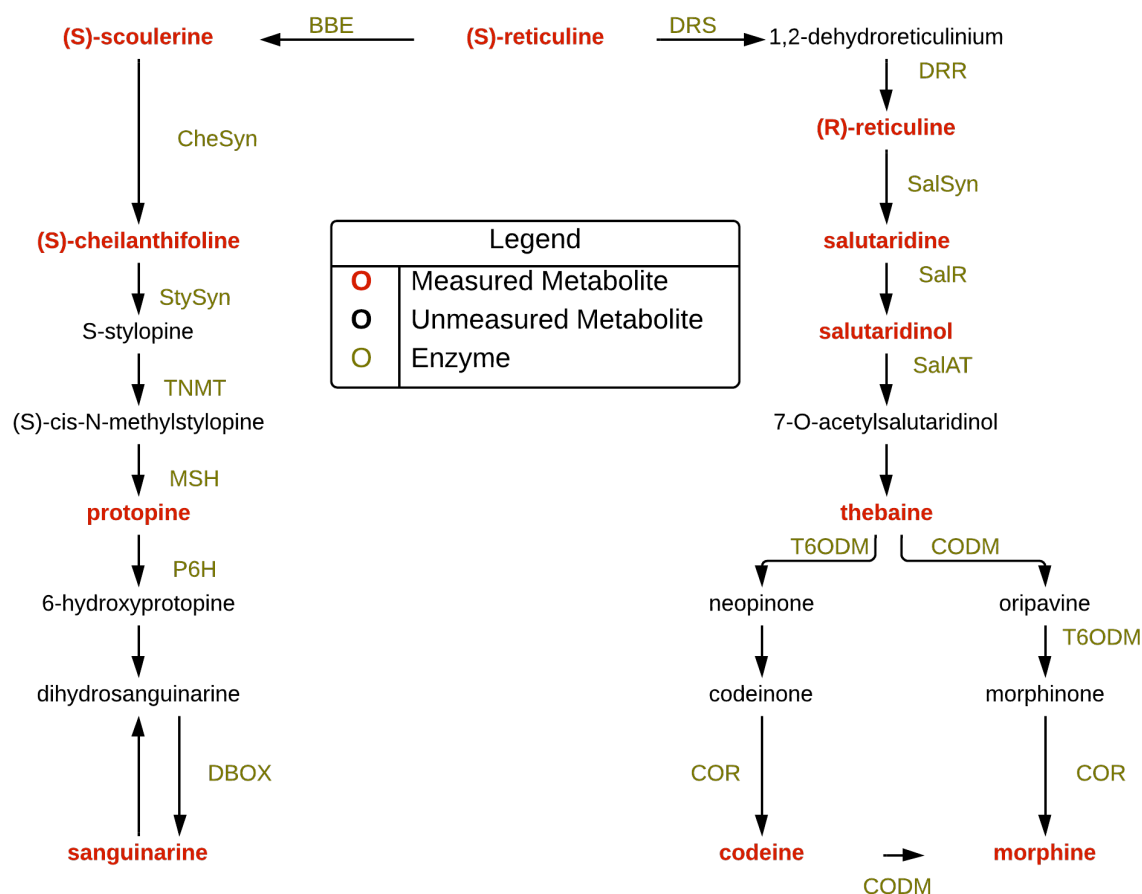 (S)-scoulerine
BBE
(S)-reticuline
DRS
1,2-dehydroreticulinium
DRR
(R)-reticuline
CheSyn
SalSyn
(S)-cheilanthifoline
salutaridine
StySyn
SalR
S-stylopine
salutaridinol
TNMT
SalAT
(S)-cis-N-methylstylopine
7-O-acetylsalutaridinol
MSH
protopine
thebaine
P6H
T6ODM
CODM
6-hydroxyprotopine
neopinone
oripavine
T6ODM
dihydrosanguinarine
codeinone
morphinone
DBOX
COR
COR
sanguinarine
codeine
morphine
CODM
Legend
O Measured Metabolite
O Unmeasured Metabolite
O Enzyme